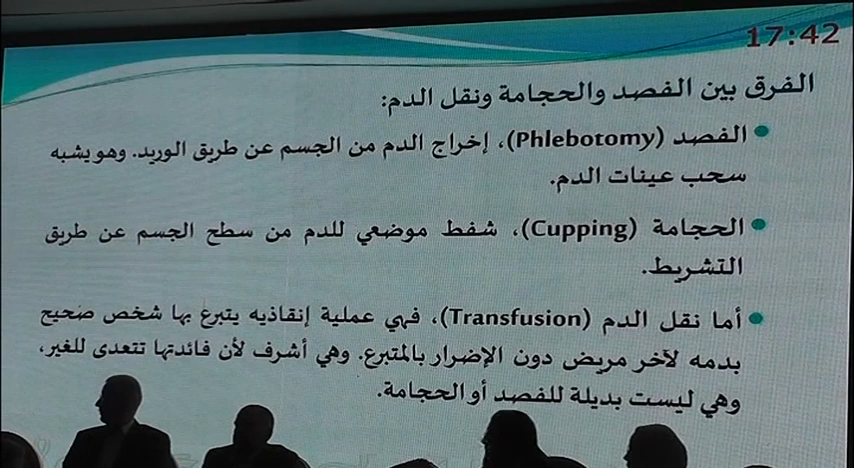 17:42
الفرق بين الفصد والحجامة ونقل الدم:
الفصد (Phlebotomy)، إخراج الدم من الجسم عن طريق الوريد. وهو يشبه
سحب عينات الدم.
الحجامة (Cupping)، شفط موضعي للدم من سطح الجسم عن طريق
التشريط.
أما نقل الدم (Transfusion)، فهي عملية إنقاذيه يتبرع بها شخص صحيح
بدمه لآخر مريض دون الإضرار بالمتبرع. وهي أشرف لأن فائدتها تتعدى للغير،
وهي ليست بديلة للفصد أو الحجامة.